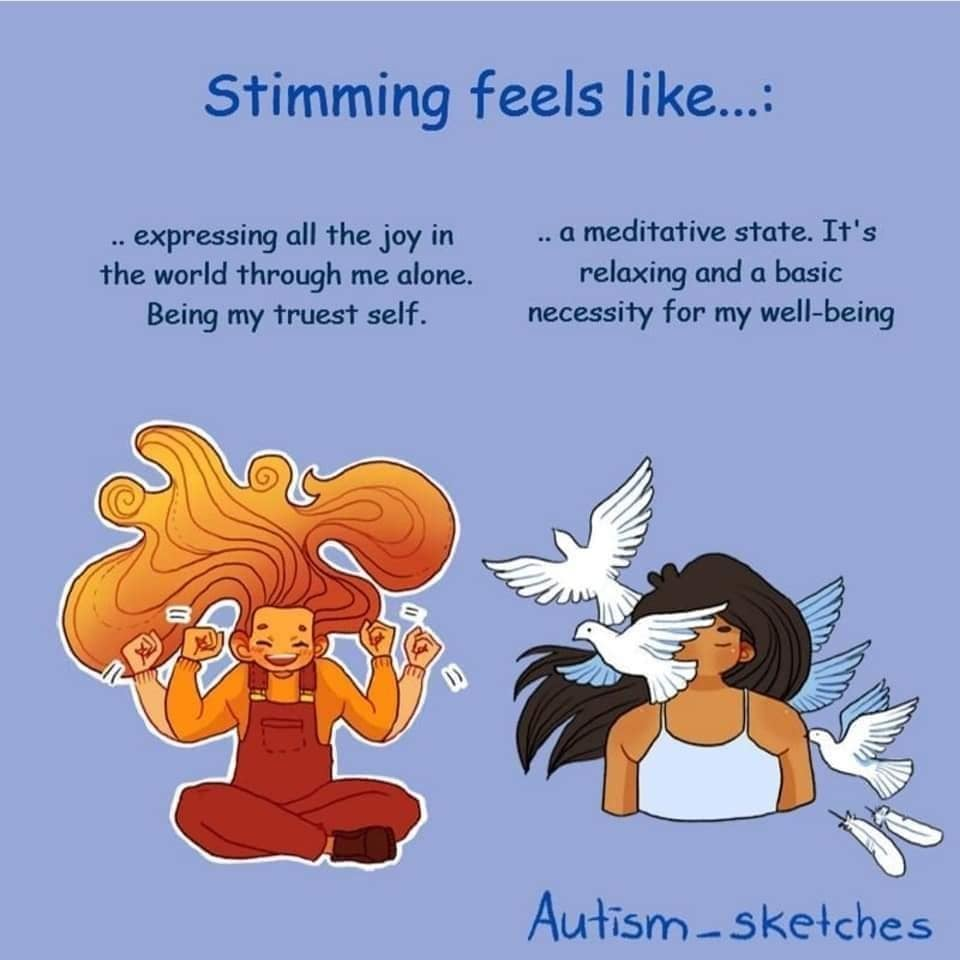 Stimming feels like...:
.. expressing all the joy in
the world through me alone.
Being my truest self.
.. a meditative state. It's
relaxing and a basic
necessity for my well-being
Autism_sketches